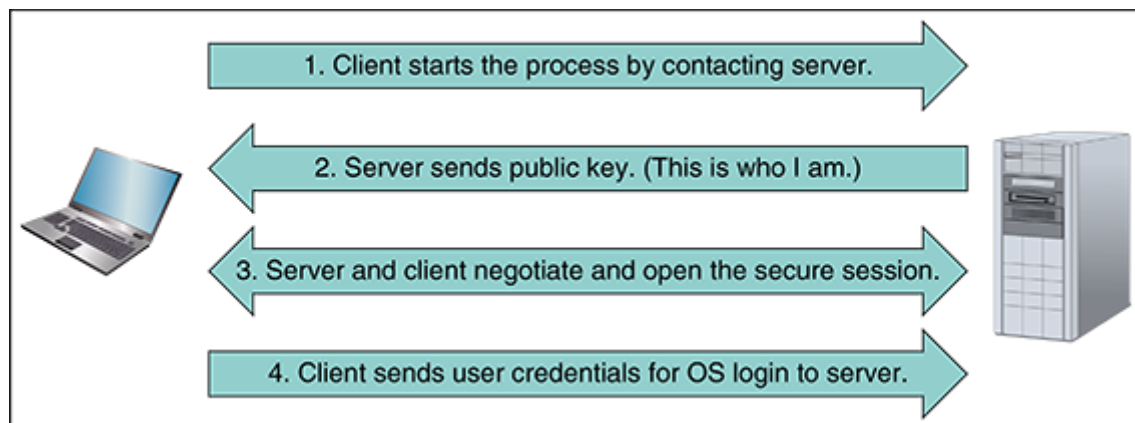 1. Client starts the process by contacting server.
2. Server sends public key. (This is who I am.)
3. Server and client negotiate and open the secure session.
4. Client sends user credentials for OS login to server.